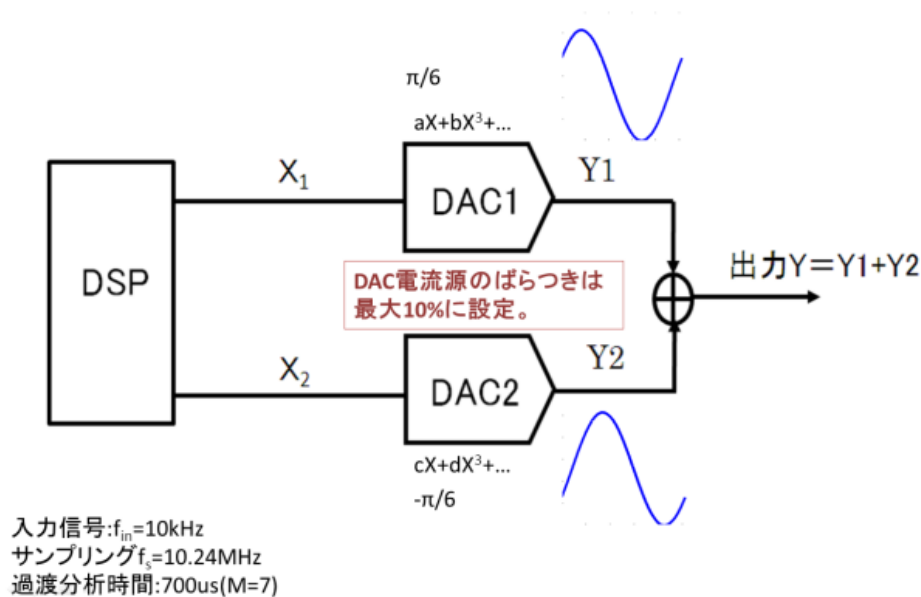 π/6
aX+bX³+...
X₁
DAC1
Y1
DSP
DAC電流源のばらつきは
最大10%に設定。
出力Y=Y1+Y2
X₂
DAC2
Y2
cX+dX³+...
-π/6
入力信号:fᵢₙ=10kHz
サンプリングfₛ=10.24MHz
過渡分析時間:700us(M=7)